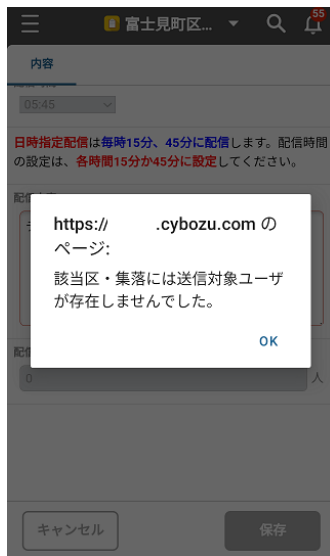 55
富士見町区...
内容
05:45
日時指定配信は毎時15分、45分に配信します。配信時間
の設定は、各時間15分か45分に設定してください。
https:// .cybozu.com の
ページ:
該当区・集落には送信対象ユーザ
が存在しませんでした。
OK
0
人
キャンセル
保存